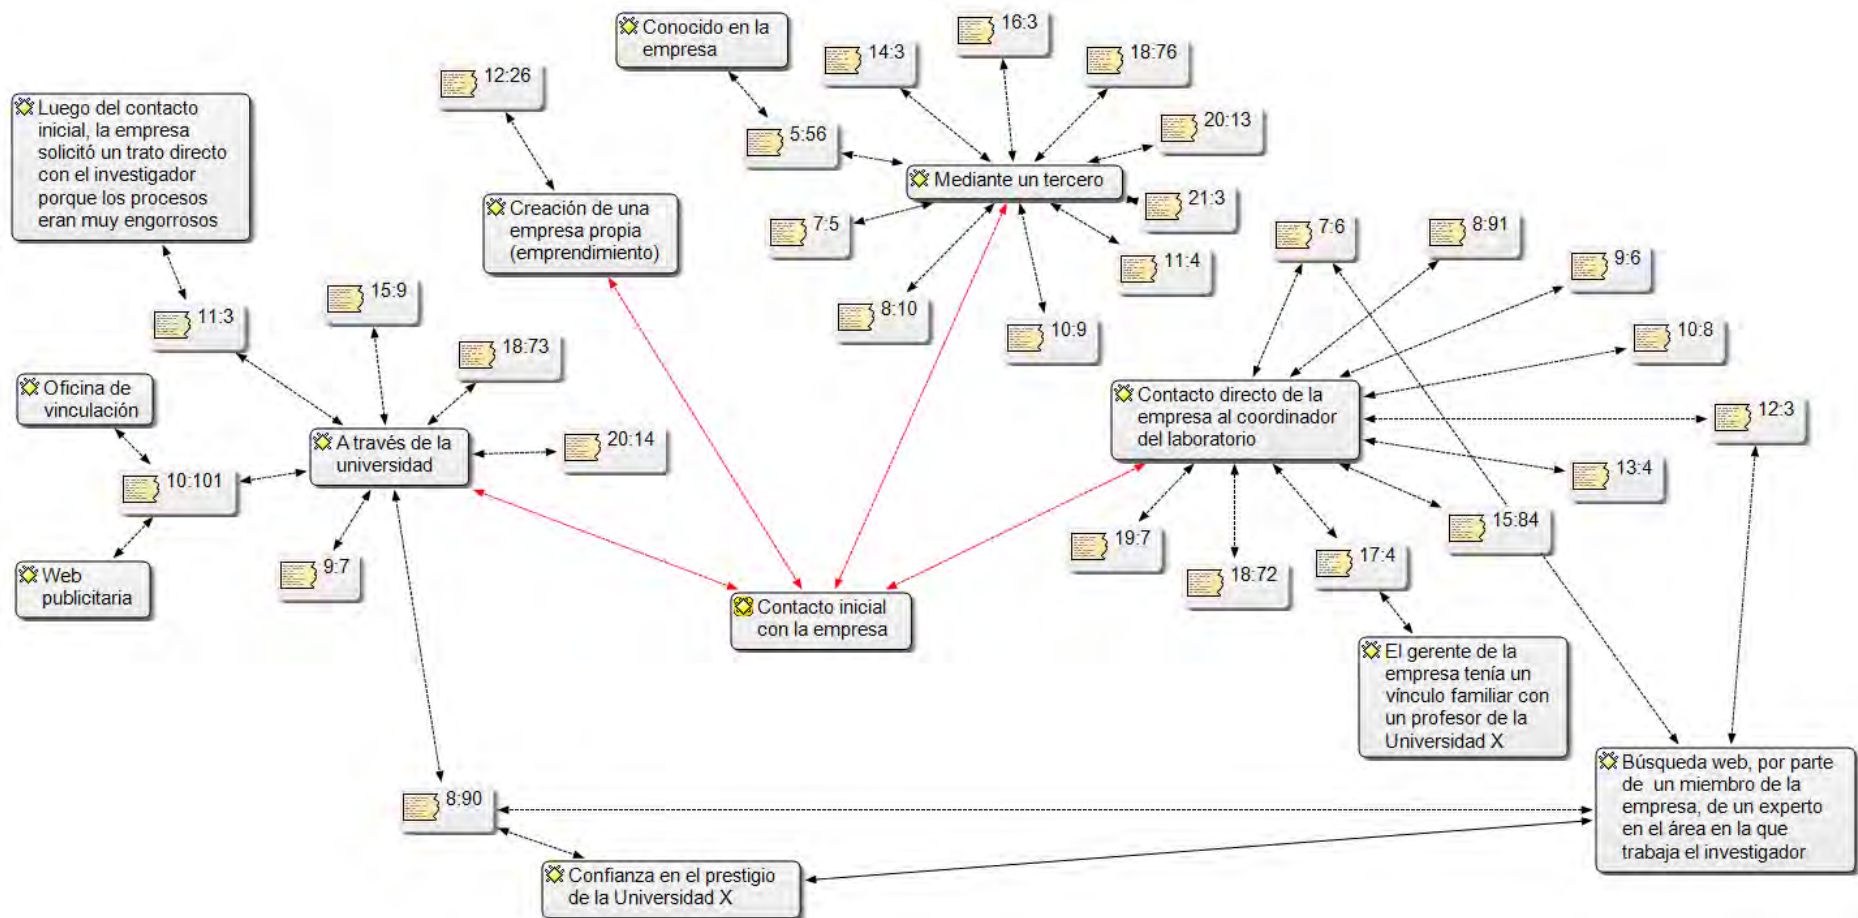 Conocido en la
empresa
14:3
16:3
18:76
12:26
Luego del contacto
inicial, la empresa
solicitó un trato directo
con el investigador
porque los procesos
eran muy engorrosos
5:56
20:13
Mediante un tercero
21:3
Creación de una
empresa propia
(emprendimiento)
7:5
7:6
8:91
11:4
9:6
8:10
10:9
10:8
11:3
15:9
18:73
Oficina de
vinculación
A través de la
universidad
20:14
10:101
Web
publicitaria
9:7
Contacto directo de la
empresa al coordinador
del laboratorio
12:3
13:4
15:84
19:7
18:72
17:4
Contacto inicial
con la empresa
El gerente de la
empresa tenía un
vínculo familiar con
un profesor de la
Universidad X
Búsqueda web, por parte
de un miembro de la
empresa, de un experto
en el área en la que
trabaja el investigador
8:90
Confianza en el prestigio
de la Universidad X